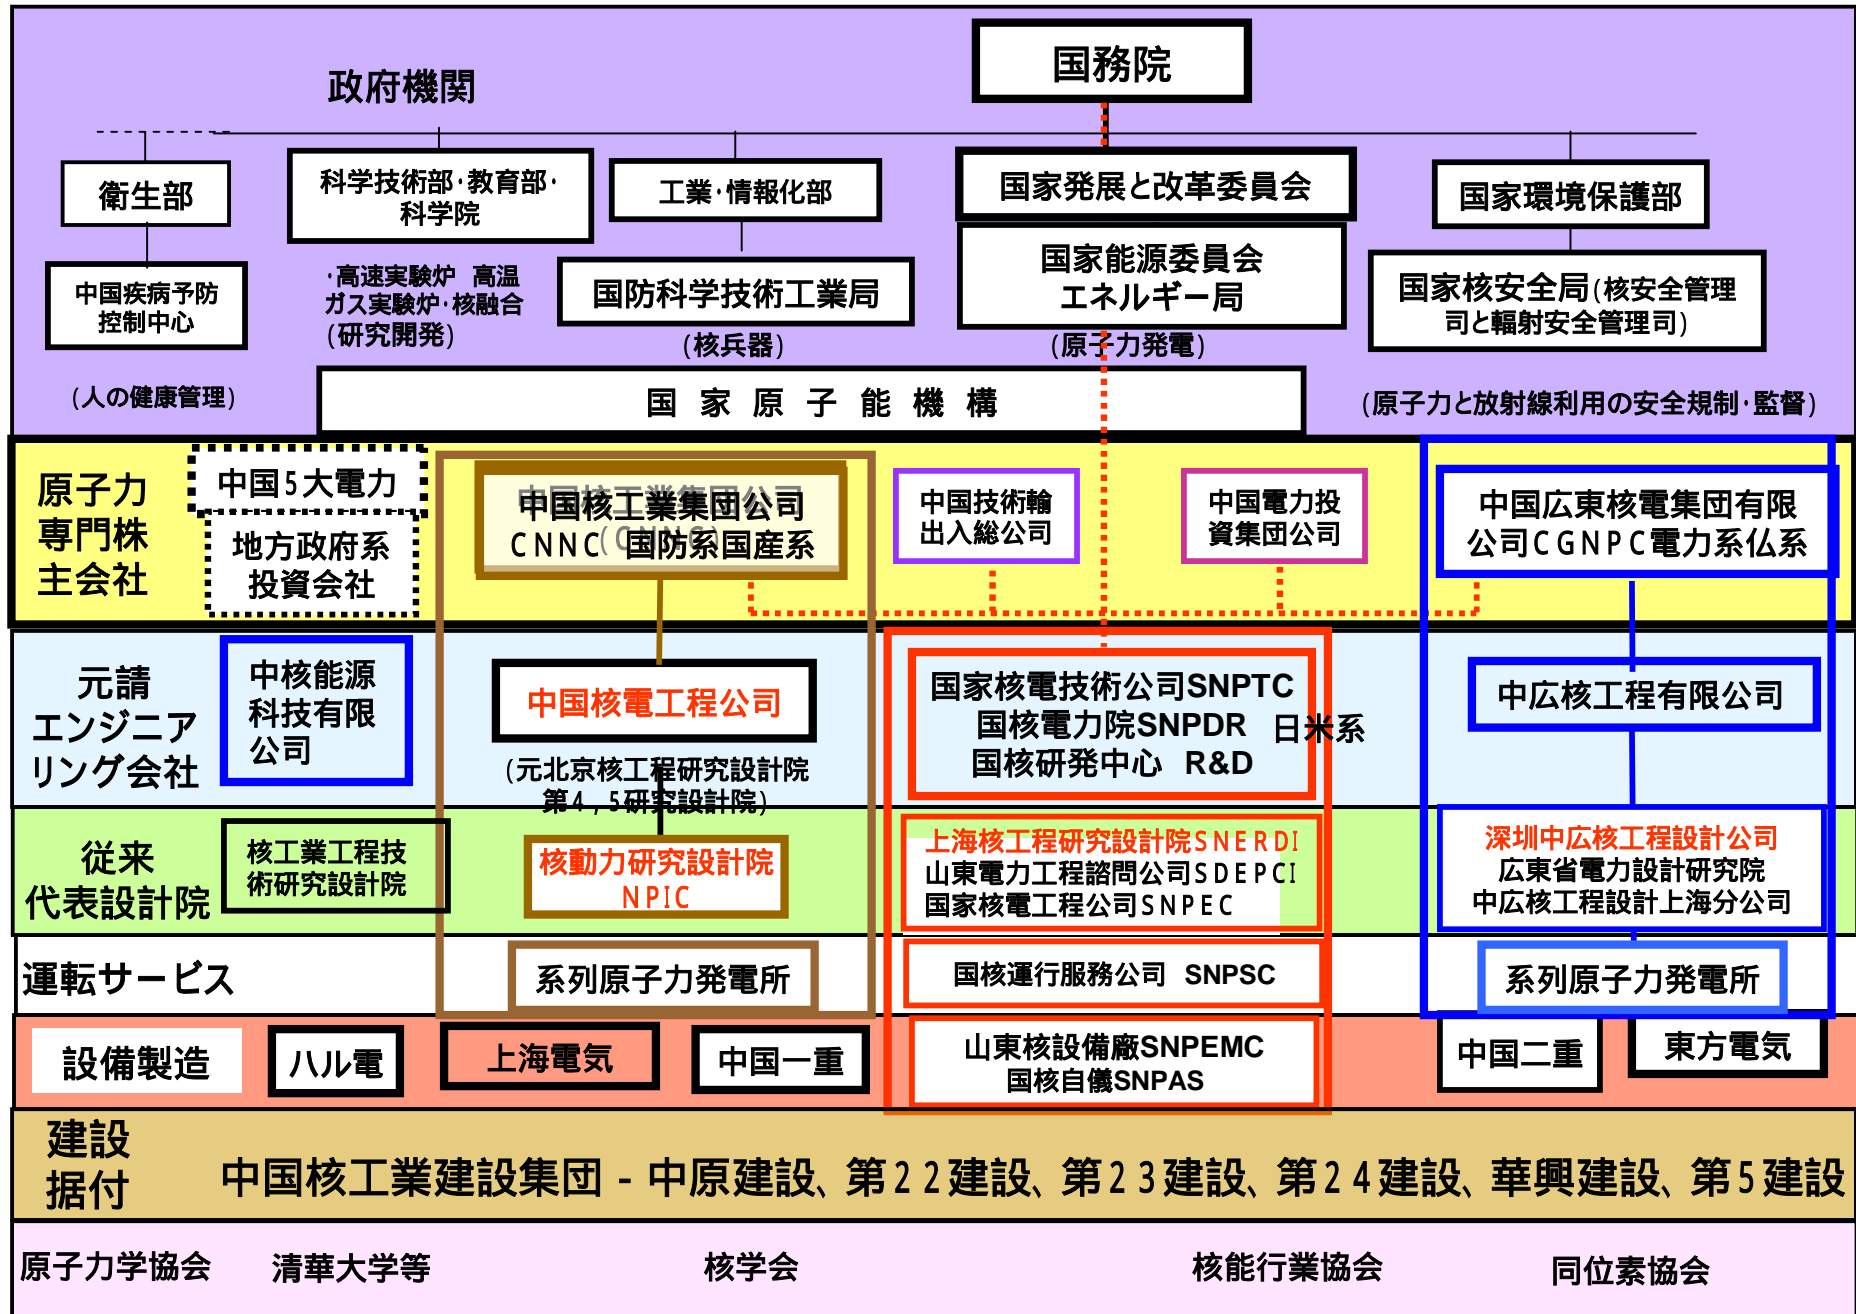 国務院
政府機関
衛生部
科学技術部・教育部・
科学院
工業・情報化部
国家発展と改革委員会
国家環境保護部
中国疾病予防
控制中心
・高速実験炉 高温
ガス実験炉・核融合
(研究開発)
国防科学技術工業局
国家能源委員会
エネルギー局
国家核安全局(核安全管理
司と輻射安全管理司)
(核兵器)
(原子力発電)
(人の健康管理)
国家原子能機構
(原子力と放射線利用の安全規制・監督)
原子力
専門株
主会社
中国5大電力
地方政府系
投資会社
中国核工業集団公司
(CNNC)
中国核工業集団公司
CNNC 国防系国産系
中国技術輸
出入総公司
中国電力投
資集団公司
中国広東核電集団有限
公司CGNPC電力系仏系
元請
エンジニア
リング会社
中核能源
科技有限
公司
中国核電工程公司
(元北京核工程研究設計院
第4,5研究設計院)
国家核電技術公司SNPTC
国核電力院SNPDR
国核研発中心 R&D
日米系
中広核工程有限公司
従来
代表設計院
核工業工程技
術研究設計院
核動力研究設計院
NPIC
上海核工程研究設計院SNERDI
山東電力工程諮問公司SDEPCI
国家核電工程公司SNPEC
深圳中広核工程設計公司
広東省電力設計研究院
中広核工程設計上海分公司
運転サービス
系列原子力発電所
国核運行服務公司 SNPSC
系列原子力発電所
設備製造
ハル電
上海電気
中国一重
山東核設備廠SNPEMC
国核自儀SNPAS
中国二重
東方電気
建設
据付
中国核工業建設集団-中原建設、第22建設、第23建設、第24建設、華興建設、第5建設
原子力学協会
清華大学等
核学会
核能行業協会
同位素協会